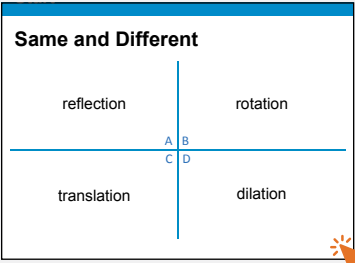 Same and Different
reflection
rotation
A B
C D
translation
dilation